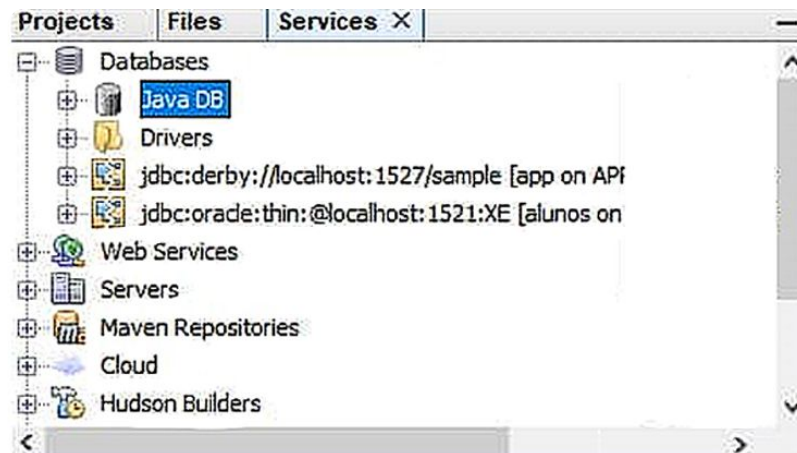 Projects Files Services
Databases
Java DB
Drivers
jdbc:derby://localhost:1527/sample [app on
jdbc:oracle:thin:@localhost:1521:XE [alunos on
Web Services
Servers
Maven Repositories
Cloud
Hudson Builders